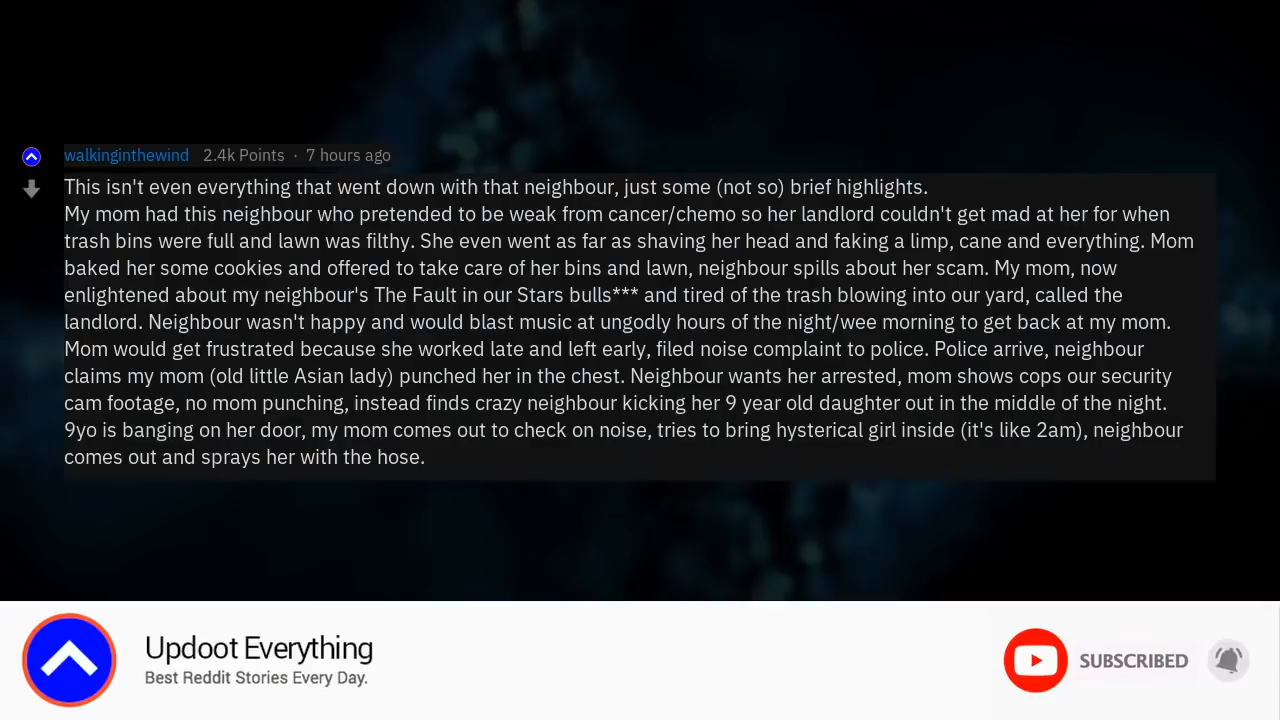 walkinginthewind 2.4k Points · 7 hours ago
This isn't even everything that went down with that neighbour, just some (not so) brief highlights.
My mom had this neighbour who pretended to be weak from cancer/chemo so her landlord couldn't get mad at her for when
trash bins were full and lawn was filthy. She even went as far as shaving her head and faking a limp, cane and everything. Mom
baked her some cookies and offered to take care of her bins and lawn, neighbour spills about her scam. My mom, now
enlightened about my neighbour's The Fault in our Stars bulls*** and tired of the trash blowing into our yard, called the
landlord. Neighbour wasn't happy and would blast music at ungodly hours of the night/wee morning to get back at my mom.
Mom would get frustrated because she worked late and left early, filed noise complaint to police. Police arrive, neighbour
claims my mom (old little Asian lady) punched her in the chest. Neighbour wants her arrested, mom shows cops our security
cam footage, no mom punching, instead finds crazy neighbour kicking her 9 year old daughter out in the middle of the night.
9yo is banging on her door, my mom comes out to check on noise, tries to bring hysterical girl inside (it's like 2am), neighbour
comes out and sprays her with the hose.
Updoot Everything
Best Reddit Stories Every Day.
SUBSCRIBED